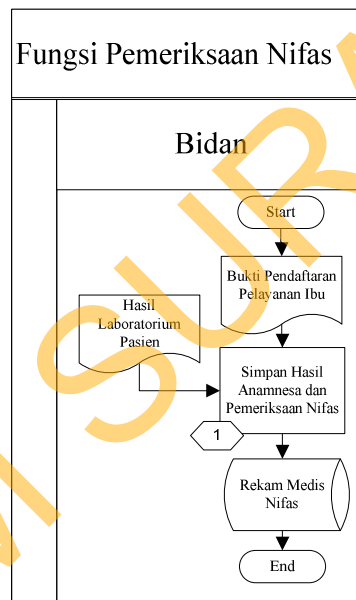 Fungsi Pemeriksaan Nifas
Bidan
Start
Bukti Pendaftaran
Pelayanan Ibu
Hasil
Laboratorium
Pasien
Simpan Hasil
Anamnesa dan
Pemeriksaan Nifas
1
Rekam Medis
Nifas
End
M SURA